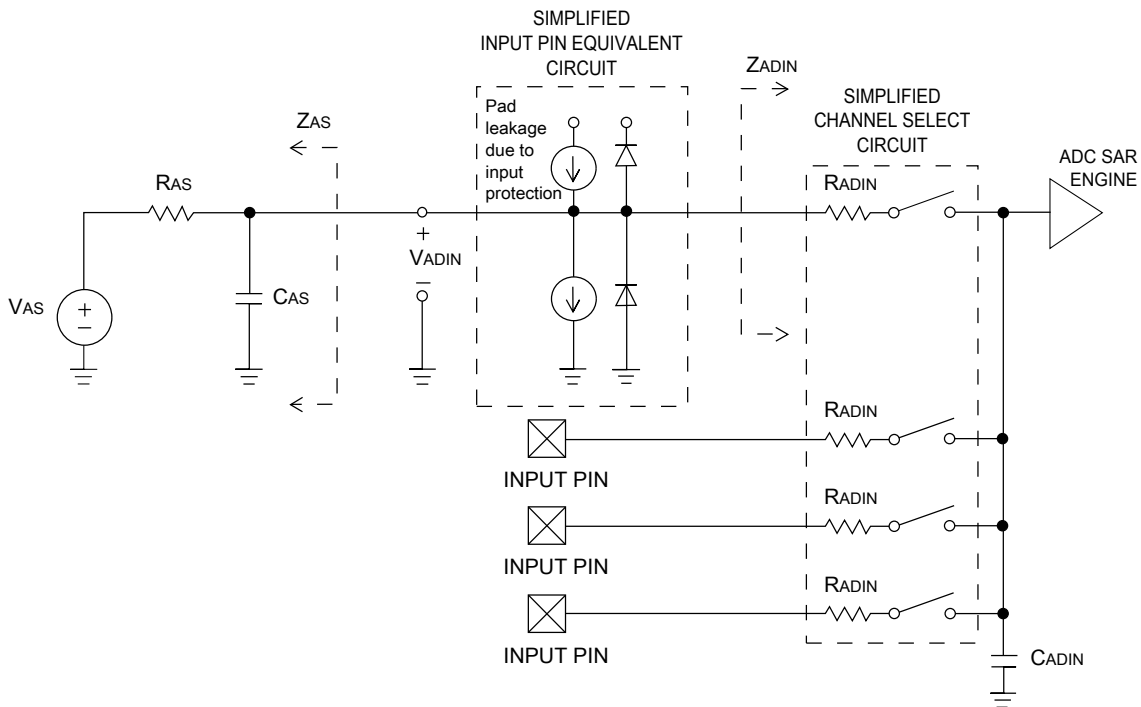 SIMPLIFIED
INPUT PIN EQUIVALENT
CIRCUIT
ZADIN
SIMPLIFIED
CHANNEL SELECT
CIRCUIT
ZAS
Pad
leakage
due to
input
protection
ADC SAR
ENGINE
RAS
RADIN
+
VADIN
–
VAS
+
–
CAS
RADIN
INPUT PIN
RADIN
INPUT PIN
RADIN
INPUT PIN
CADIN